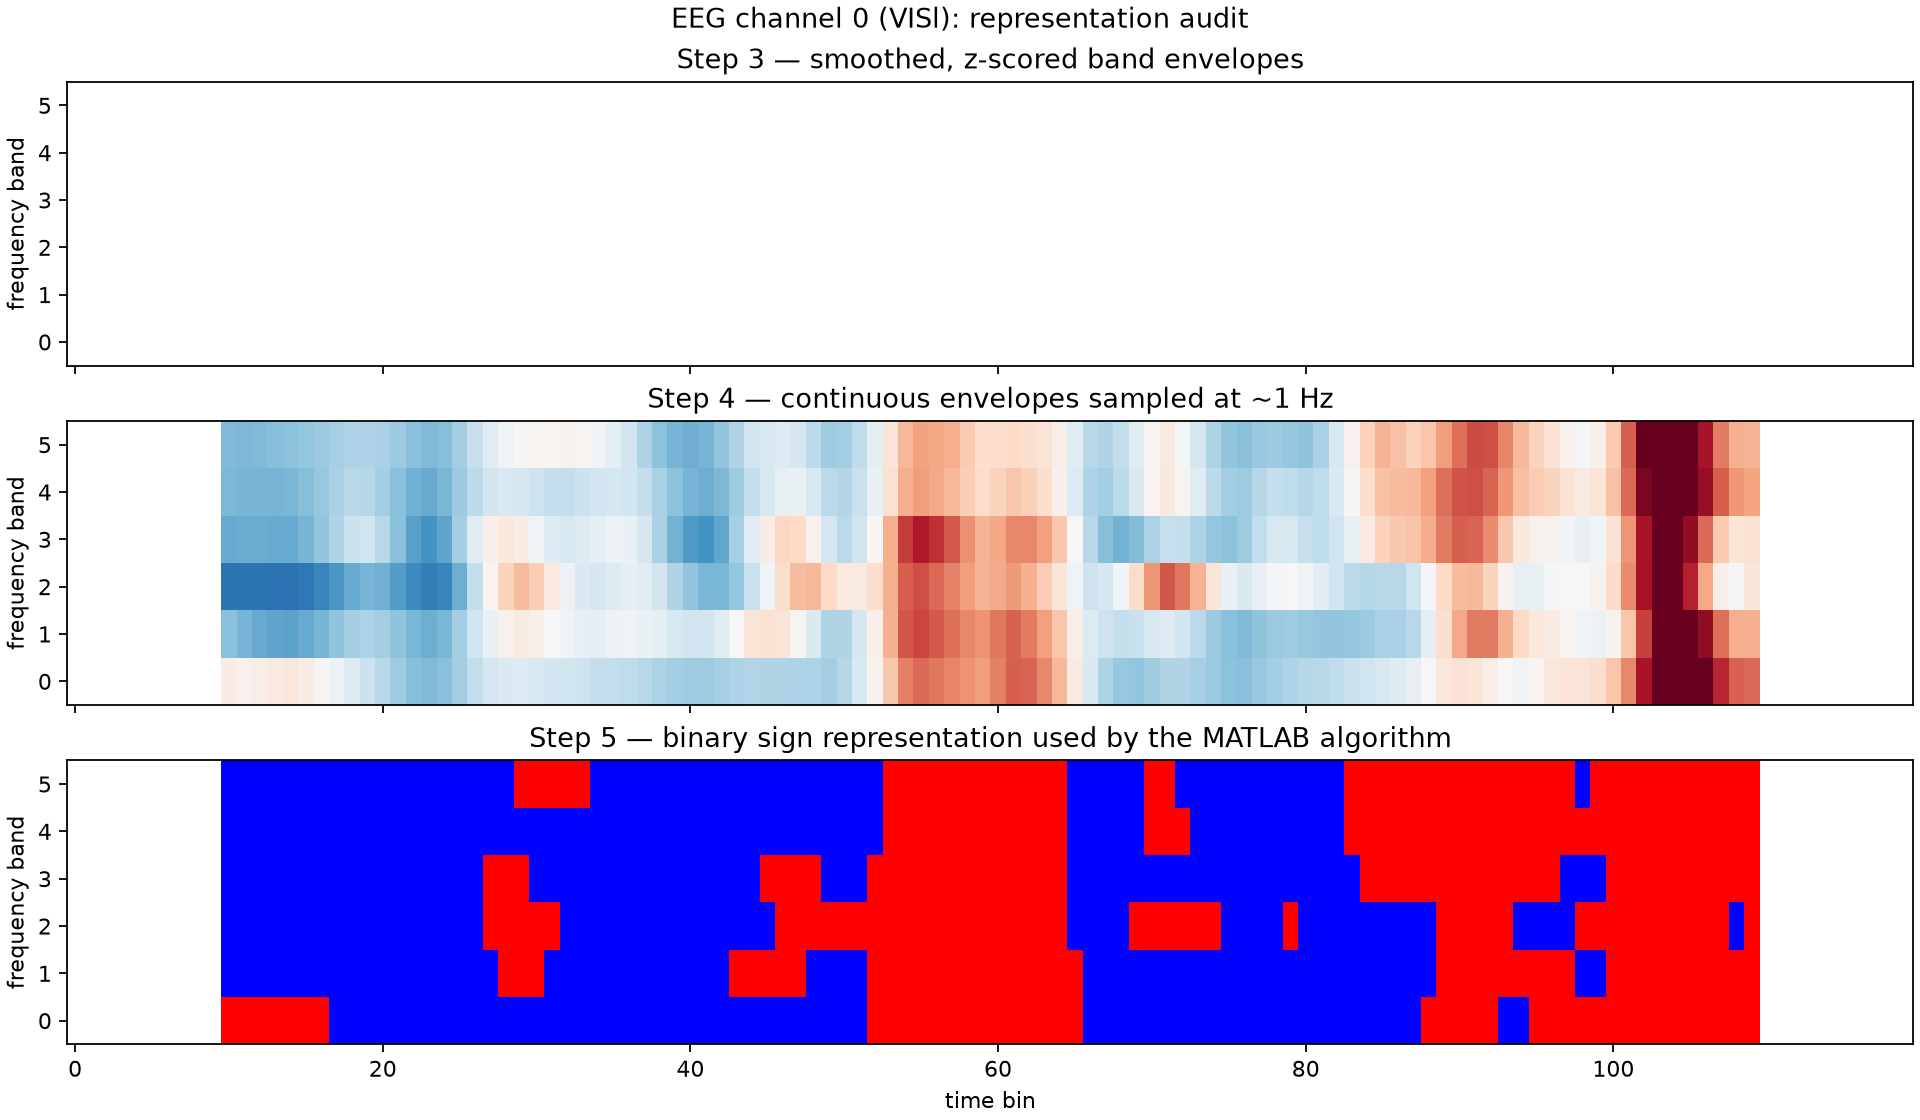 EEG channel 0 (VISl): representation audit
Step 3 — smoothed, z-scored band envelopes
frequency band
5
4
3
2
1
0
Step 4 — continuous envelopes sampled at ~1 Hz
frequency band
5
4
3
2
1
0
Step 5 — binary sign representation used by the MATLAB algorithm
frequency band
5
4
3
2
1
0
0 20 40 60 80 100
time bin